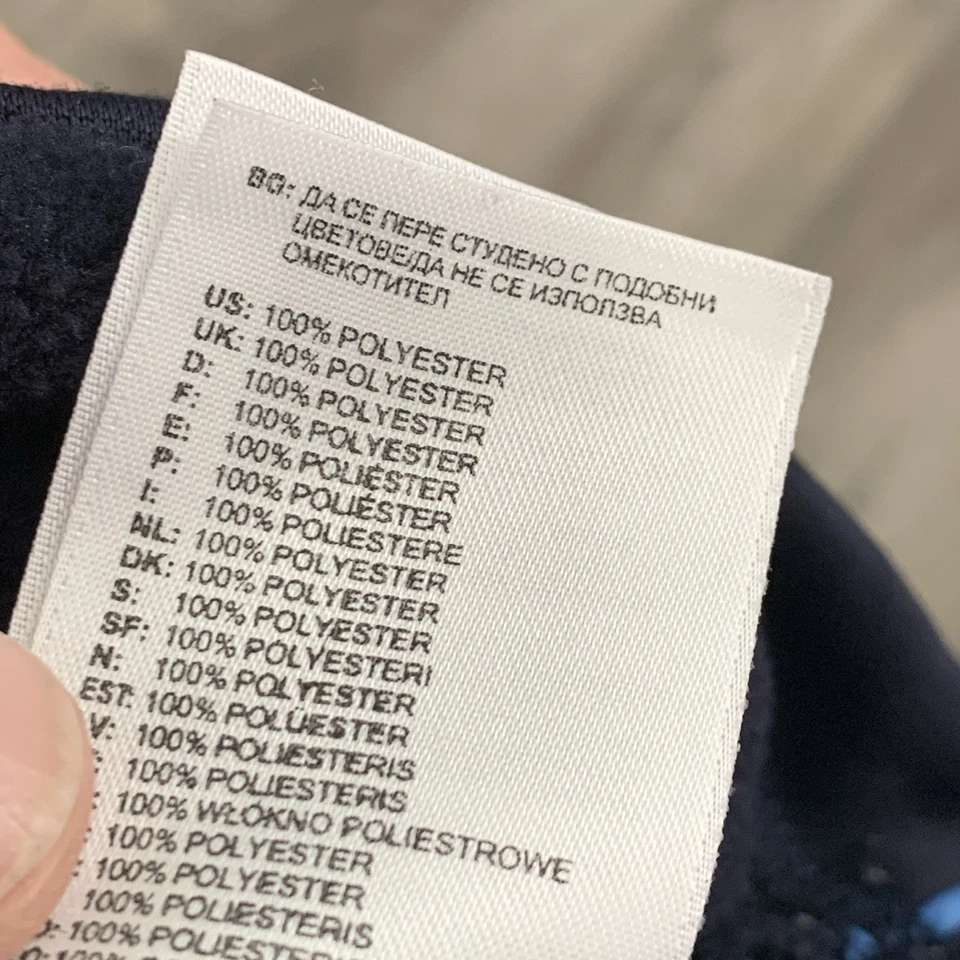 BG: ДА СЕ ПЕРЕ СТУДЕНО С ПОДОБНИ
ЦВЕТОВЕ/ДА НЕ СЕ ИЗПОЛЗВА
ОМЕКОТИТЕЛ
US: 100% POLYESTER
UK: 100% POLYESTER
D: 100% POLYESTER
F: 100% POLYESTER
E: 100% POLIÉSTER
P: 100% POLIÉSTER
I: 100% POLIESTERE
NL: 100% POLYESTER
DK: 100% POLYESTER
S: 100% POLYESTER
SF: 100% POLYESTERI
N: 100% POLYESTER
EST: 100% POLÜESTER
V: 100% POLIESTERIS
: 100% POLIESTERIS
: 100% WŁÓKNO POLIESTROWE
: 100% POLYESTER
: 100% POLYESTER
100% POLIESTERIS
: 100% POLIESTER
100%